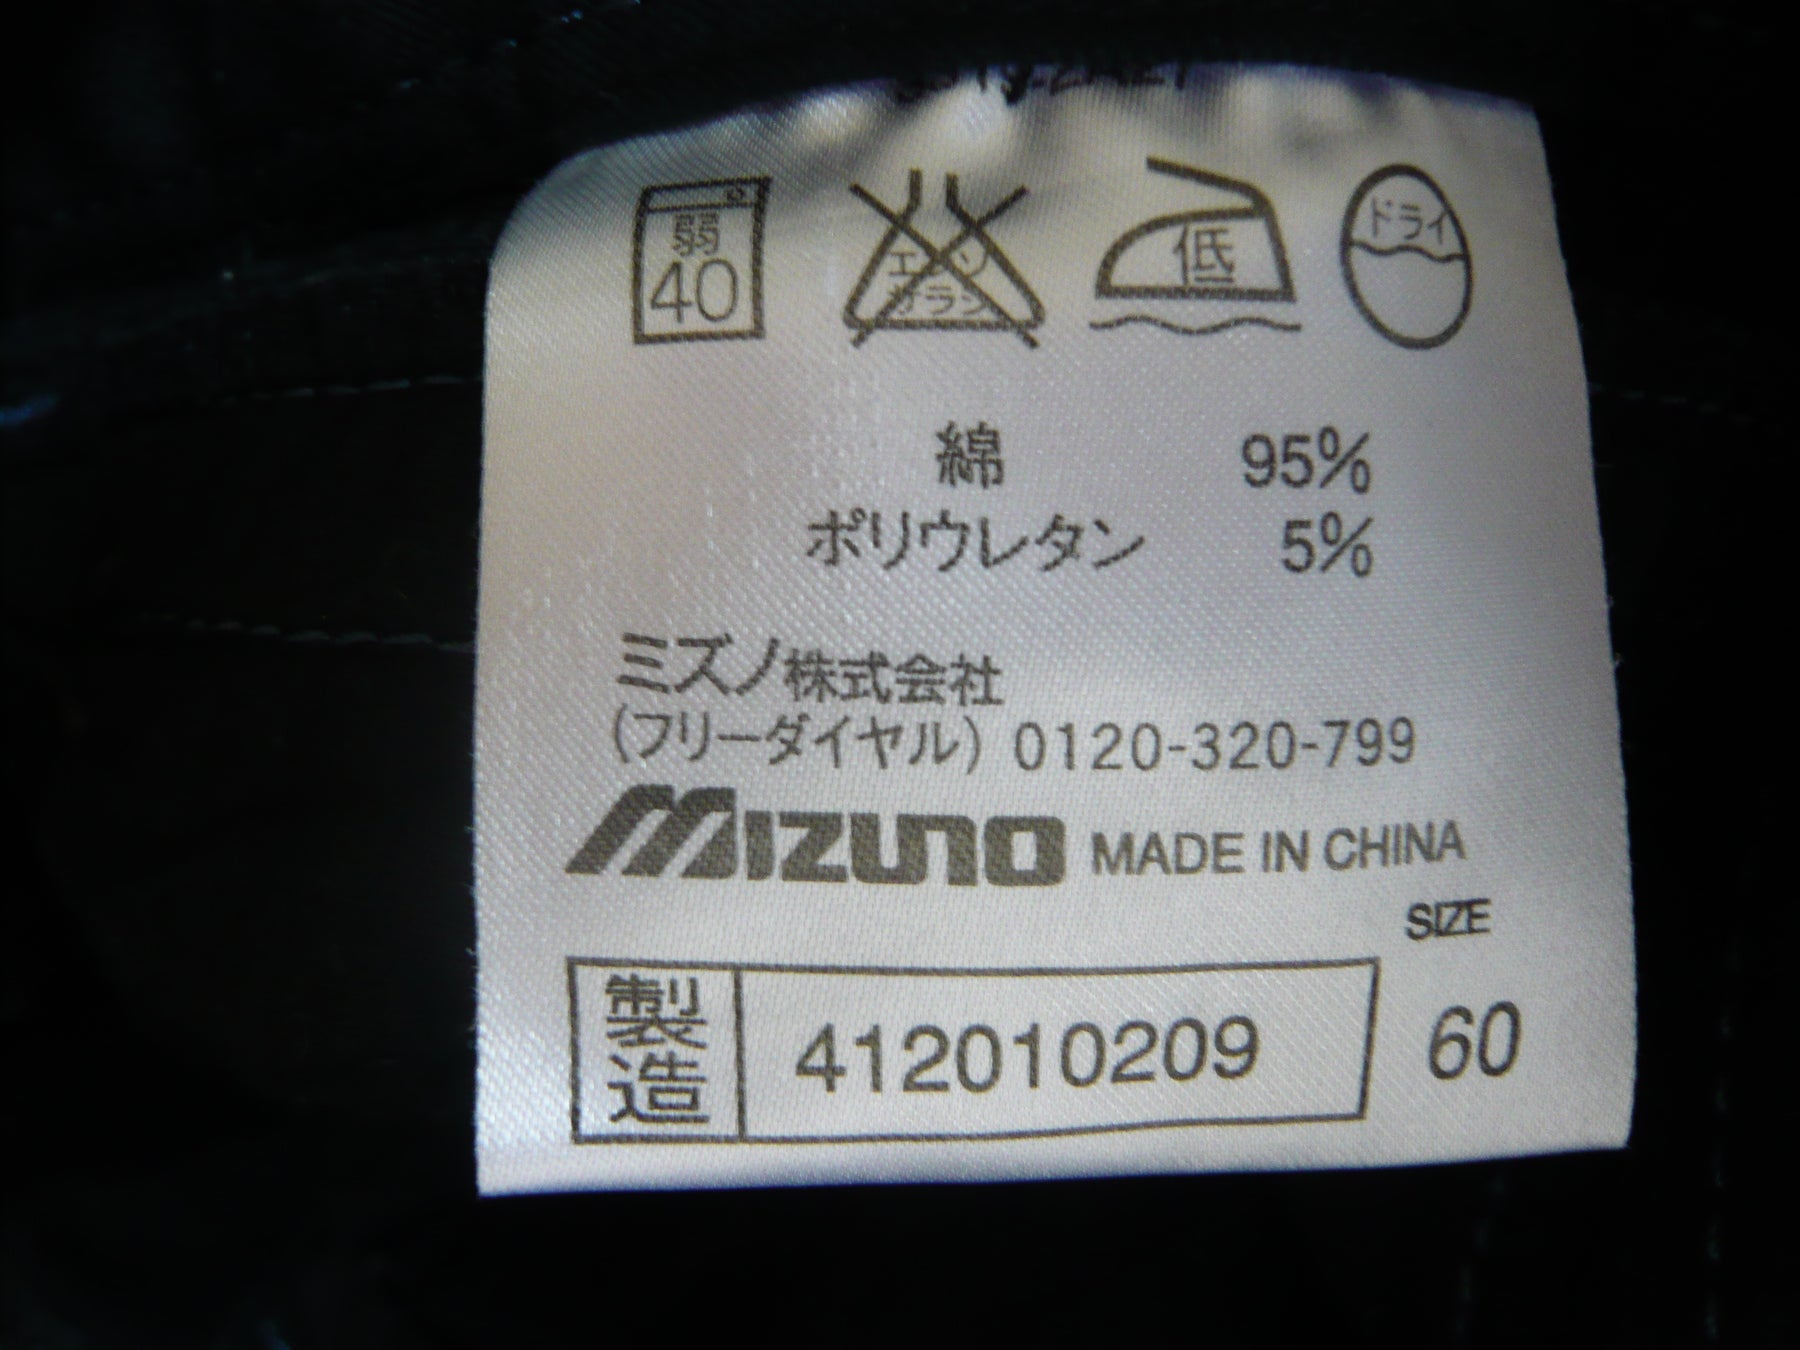 弱
40
エンソ
サラシ
低
ドライ
綿 95%
ポリウレタン 5%
ミズノ株式会社
(フリーダイヤル) 0120-320-799
MIZUNO MADE IN CHINA
SIZE
製造 412010209 60